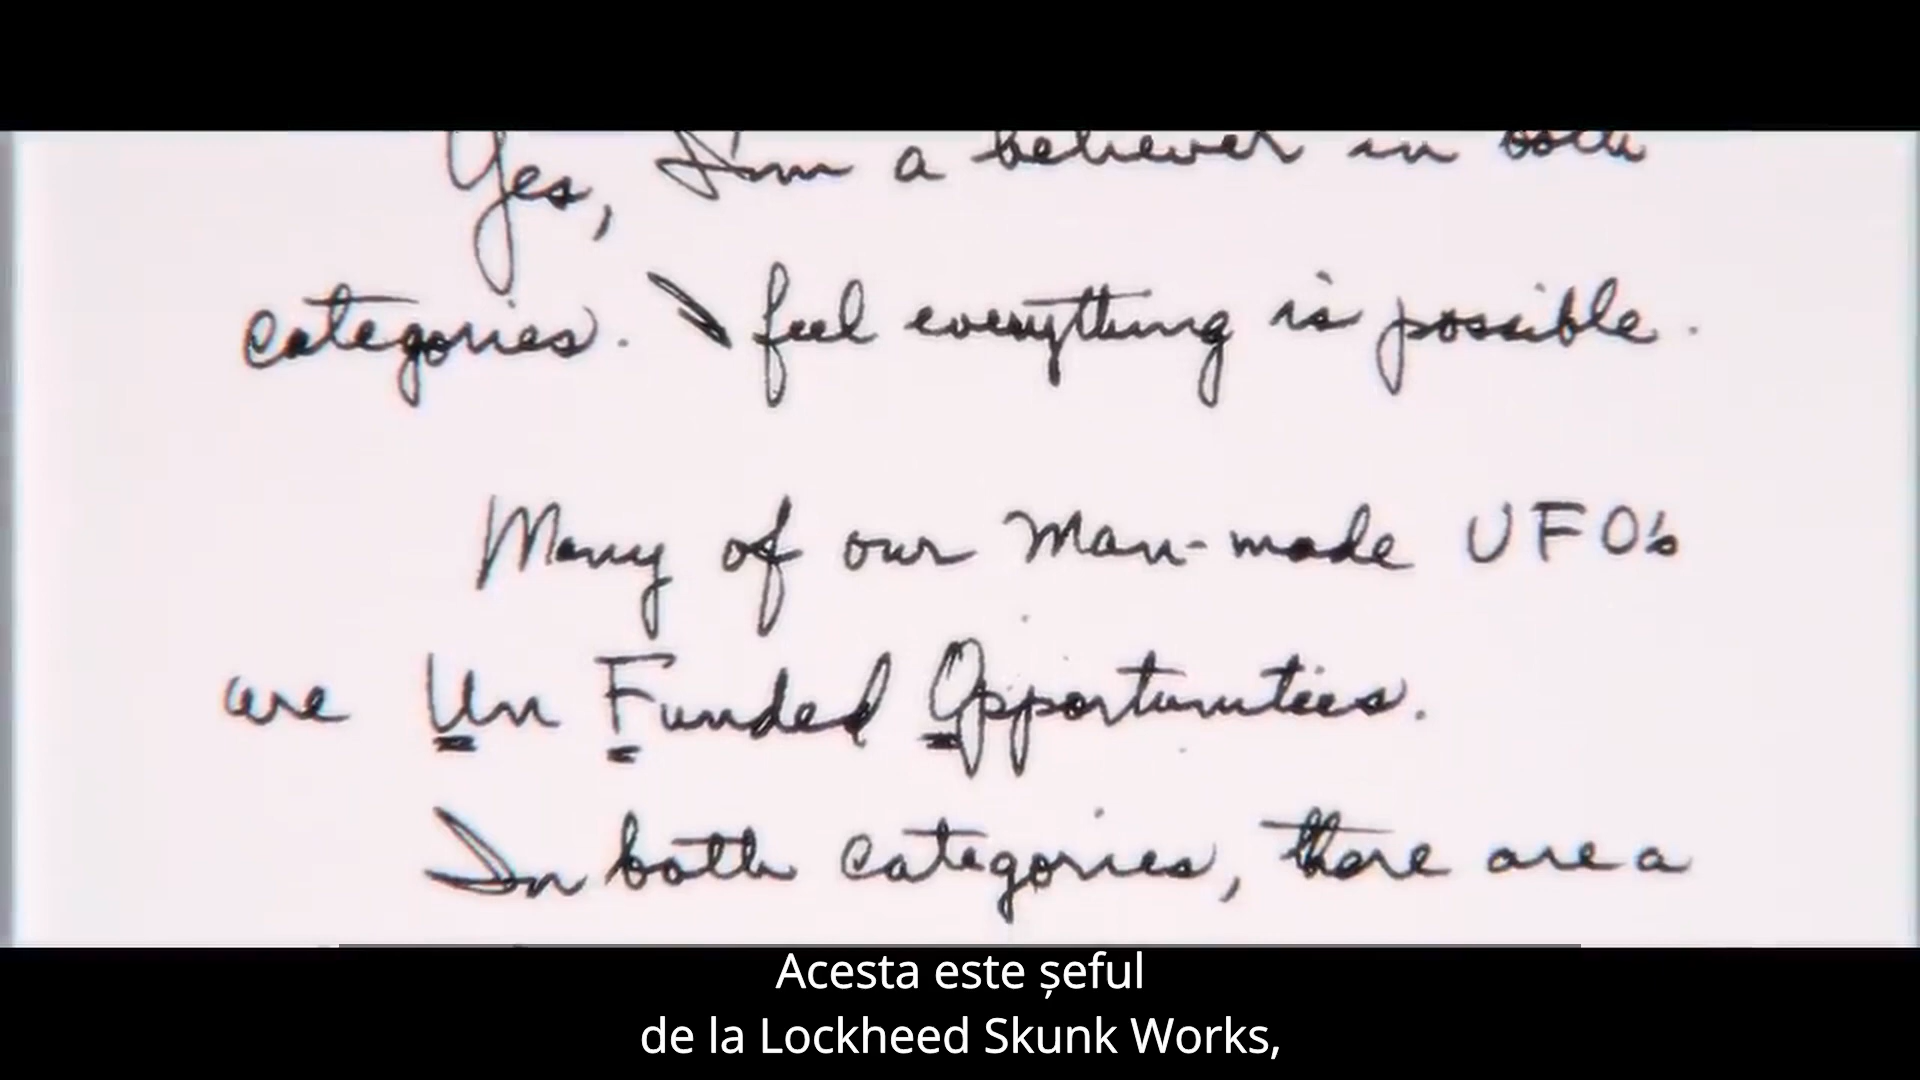 Yes, I'm a believer in both
categories. I feel everything is possible.
Many of our man-made UFO's
are Un Funded Opportunities.
In both categories, there are a
Acesta este șeful
de la Lockheed Skunk Works,